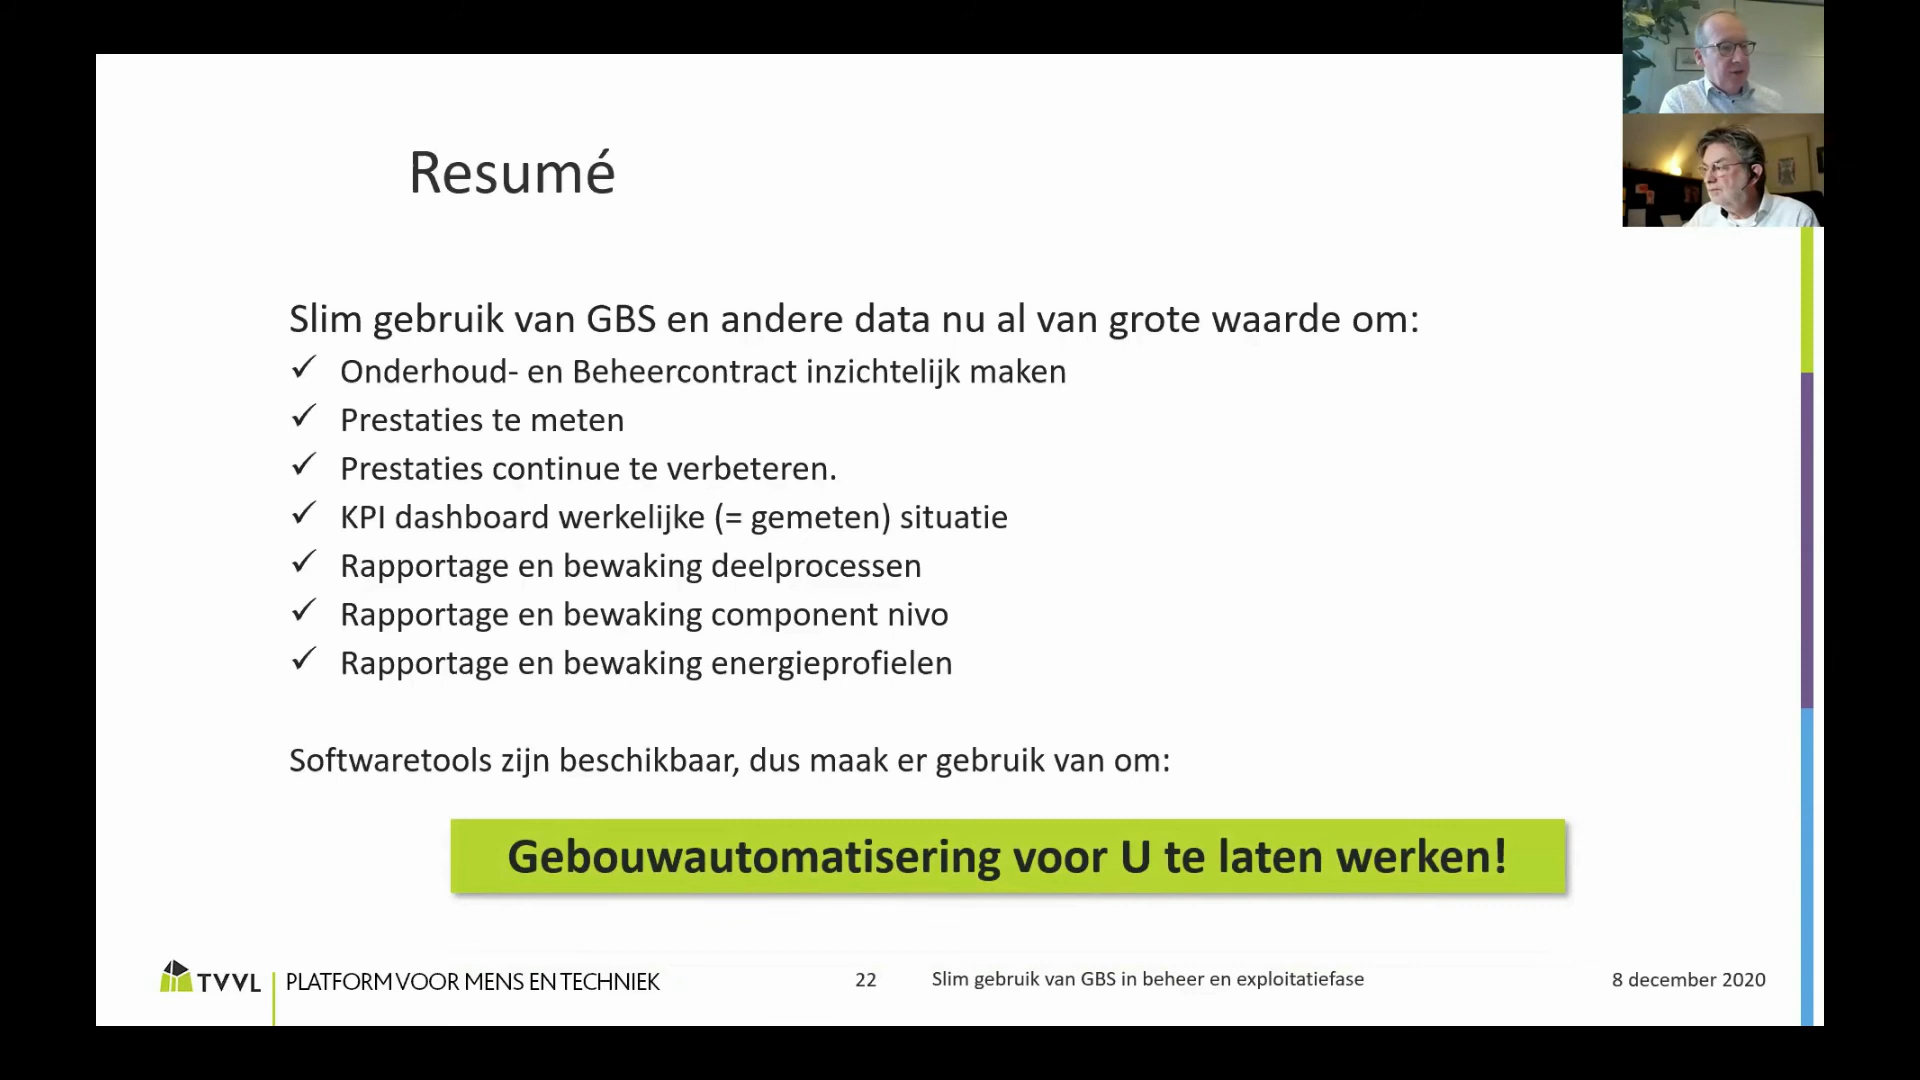 Resumé
Slim gebruik van GBS en andere data nu al van grote waarde om:
✓ Onderhoud- en Beheercontract inzichtelijk maken
✓ Prestaties te meten
✓ Prestaties continue te verbeteren.
✓ KPI dashboard werkelijke (= gemeten) situatie
✓ Rapportage en bewaking deelprocessen
✓ Rapportage en bewaking component nivo
✓ Rapportage en bewaking energieprofielen
Softwaretools zijn beschikbaar, dus maak er gebruik van om:
Gebouwautomatisering voor U te laten werken!
TVVL PLATFORM VOOR MENS EN TECHNIEK 22 Slim gebruik van GBS in beheer en exploitatiefase 8 december 2020